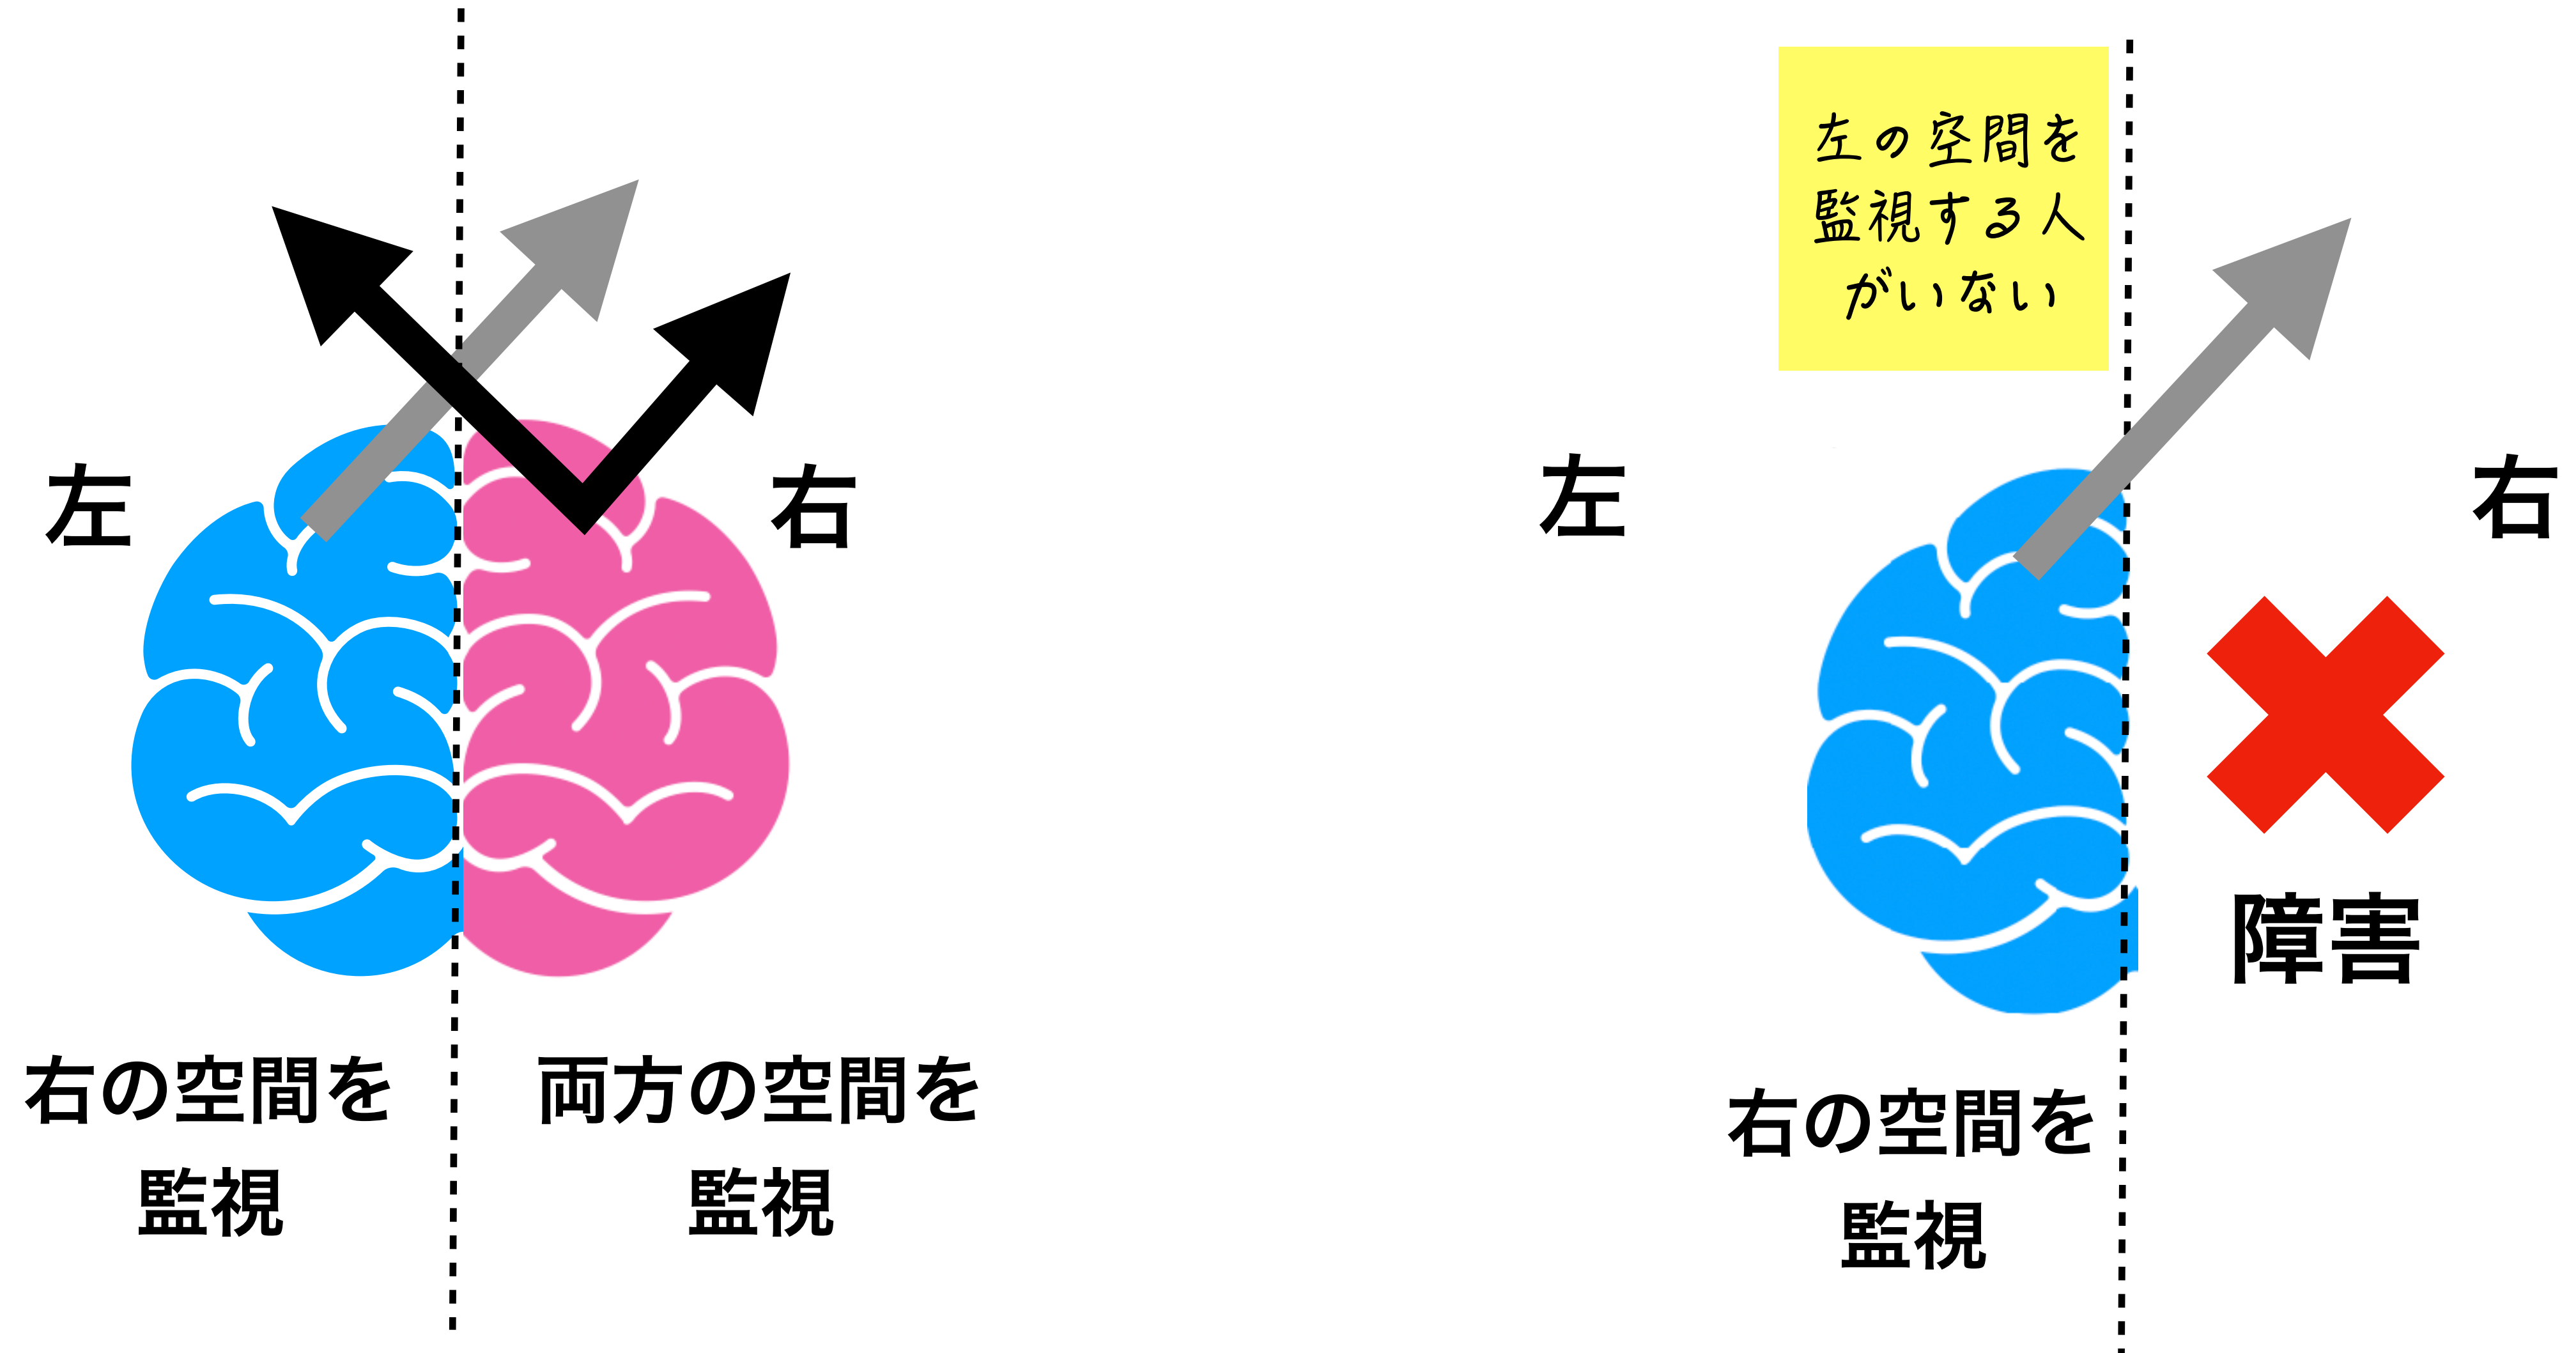 左
右
右の空間を
監視
両方の空間を
監視
左の空間を
監視する人
がいない
左
右
障害
右の空間を
監視